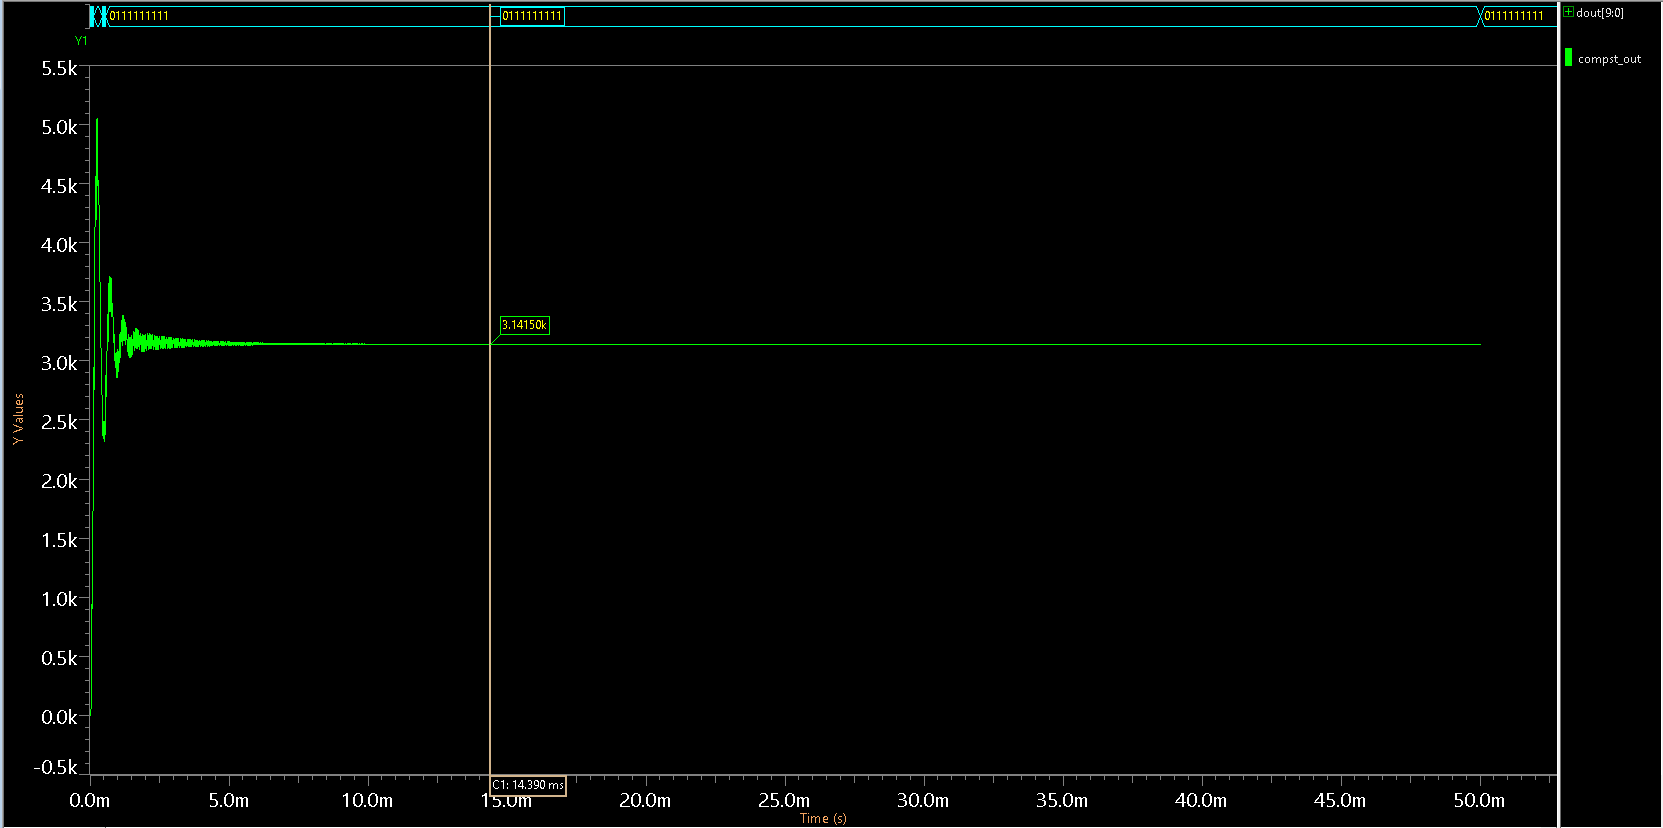 0111111111 0111111111 0111111111 dout[9:0]
Y1
compst_out
5.5k
5.0k
4.5k
4.0k
3.5k
3.14150k
3.0k
2.5k
Y Values
2.0k
1.5k
1.0k
0.5k
0.0k
-0.5k
C1: 14.390 ms
0.0m 5.0m 10.0m 15.0m 20.0m 25.0m 30.0m 35.0m 40.0m 45.0m 50.0m
Time (s)